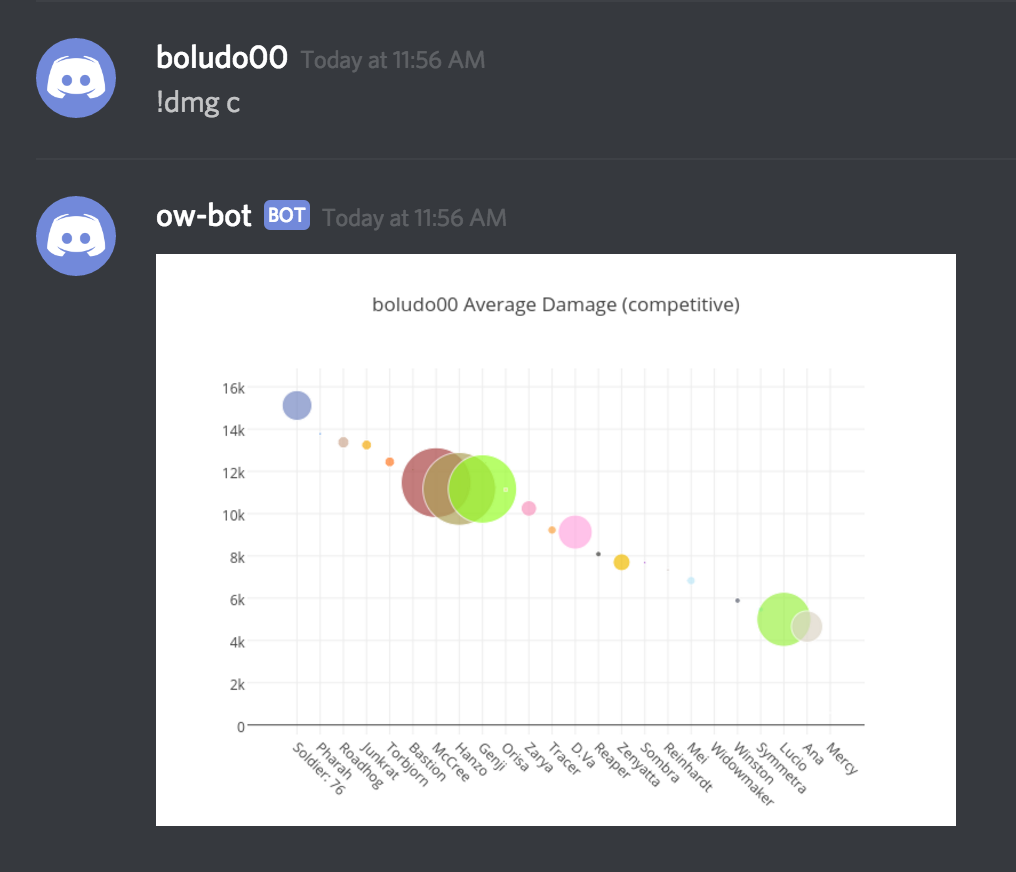 boludo00 Today at 11:56 AM
!dmg c
ow-bot BOT Today at 11:56 AM
boludo00 Average Damage (competitive)
16k
14k
12k
10k
8k
6k
4k
2k
0
Soldier: 76
Pharah
Roadhog
Junkrat
Torbjorn
Bastion
McCree
Hanzo
Genji
Orisa
Zarya
Tracer
D.Va
Reaper
Zenyatta
Sombra
Reinhardt
Mei
Widowmaker
Winston
Symmetra
Lucio
Ana
Mercy